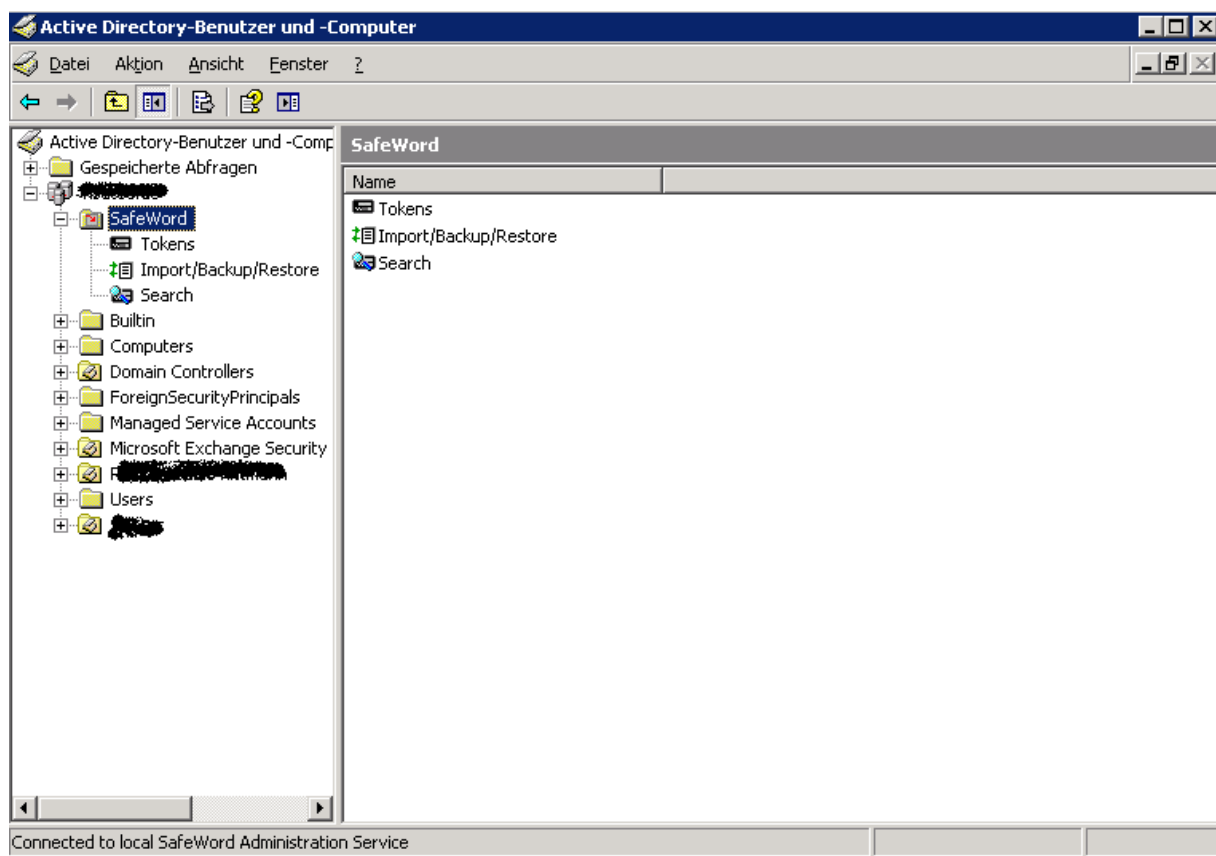 Active Directory-Benutzer und -Computer
Datei Aktion Ansicht Fenster ?
Active Directory-Benutzer und -Comp
Gespeicherte Abfragen
SafeWord
Tokens
Import/Backup/Restore
Search
Builtin
Computers
Domain Controllers
ForeignSecurityPrincipals
Managed Service Accounts
Microsoft Exchange Security
Users
SafeWord
Name
Tokens
Import/Backup/Restore
Search
Connected to local SafeWord Administration Service